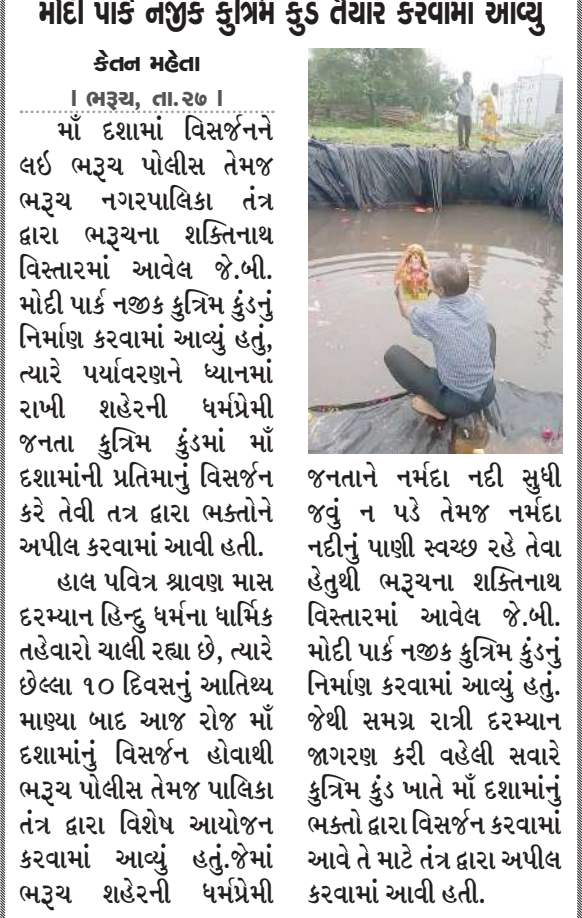 મોદી પાર્ક નજીક કુત્રિમ કુંડ તૈયાર કરવામાં આવ્યું
કેતન મહેતા
। ભરૂચ, તા.૨૭ ।
માઁ દશામાં વિસર્જનને
લઇ ભરૂચ પોલીસ તેમજ
ભરૂચ નગરપાલિકા તંત્ર
દ્વારા ભરૂચના શક્તિનાથ
વિસ્તારમાં આવેલ જે.બી.
મોદી પાર્ક નજીક કુત્રિમ કુંડનું
નિર્માણ કરવામાં આવ્યું હતું,
ત્યારે પર્યાવરણને ધ્યાનમાં
રાખી શહેરની ધર્મપ્રેમી
જનતા કુત્રિમ કુંડમાં માઁ
દશામાંની પ્રતિમાનું વિસર્જન
કરે તેવી તત્ર દ્વારા ભક્તોને
અપીલ કરવામાં આવી હતી.
હાલ પવિત્ર શ્રાવણ માસ
દરમ્યાન હિન્દુ ધર્મના ધાર્મિક
તહેવારો ચાલી રહ્યા છે, ત્યારે
છેલ્લા ૧૦ દિવસનું આતિથ્ય
માણ્યા બાદ આજ રોજ માઁ
દશામાંનું વિસર્જન હોવાથી
ભરૂચ પોલીસ તેમજ પાલિકા
તંત્ર દ્વારા વિશેષ આયોજન
કરવામાં આવ્યું હતું.જેમાં
ભરૂચ શહેરની ધર્મપ્રેમી
જનતાને નર્મદા નદી સુધી
જવું ન પડે તેમજ નર્મદા
નદીનું પાણી સ્વચ્છ રહે તેવા
હેતુથી ભરૂચના શક્તિનાથ
વિસ્તારમાં આવેલ જે.બી.
મોદી પાર્ક નજીક કુત્રિમ કુંડનું
નિર્માણ કરવામાં આવ્યું હતું.
જેથી સમગ્ર રાત્રી દરમ્યાન
જાગરણ કરી વહેલી સવારે
કુત્રિમ કુંડ ખાતે માઁ દશામાંનું
ભક્તો દ્વારા વિસર્જન કરવામાં
આવે તે માટે તંત્ર દ્વારા અપીલ
કરવામાં આવી હતી.